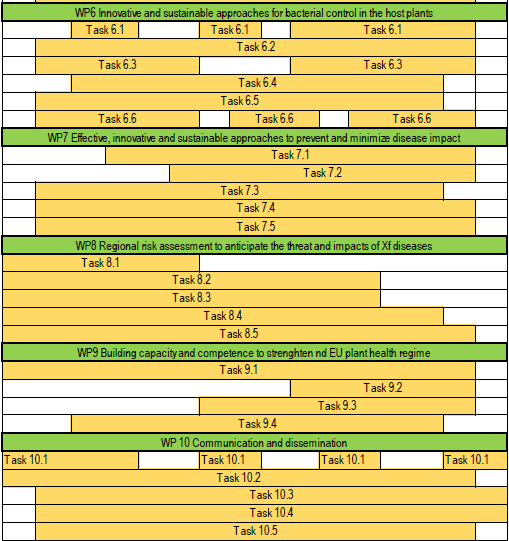 WP6 Innovative and sustainable approaches for bacterial control in the host plants
Task 6.1 Task 6.1 Task 6.1
Task 6.2
Task 6.3 Task 6.3
Task 6.4
Task 6.5
Task 6.6 Task 6.6 Task 6.6
WP7 Effective, innovative and sustainable approaches to prevent and minimize disease impact
Task 7.1
Task 7.2
Task 7.3
Task 7.4
Task 7.5
WP8 Regional risk assessment to anticipate the threat and impacts of Xf diseases
Task 8.1
Task 8.2
Task 8.3
Task 8.4
Task 8.5
WP9 Building capacity and competence to strenghten nd EU plant health regime
Task 9.1
Task 9.2
Task 9.3
Task 9.4
WP 10 Communication and dissemination
Task 10.1 Task 10.1 Task 10.1 Task 10.1
Task 10.2
Task 10.3
Task 10.4
Task 10.5